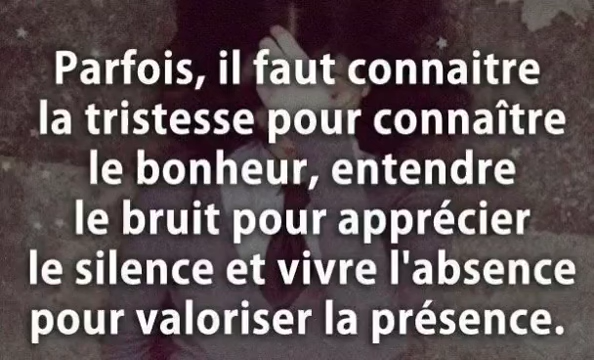 Parfois, il faut connaitre
la tristesse pour connaître
le bonheur, entendre
le bruit pour apprécier
le silence et vivre l'absence
pour valoriser la présence.